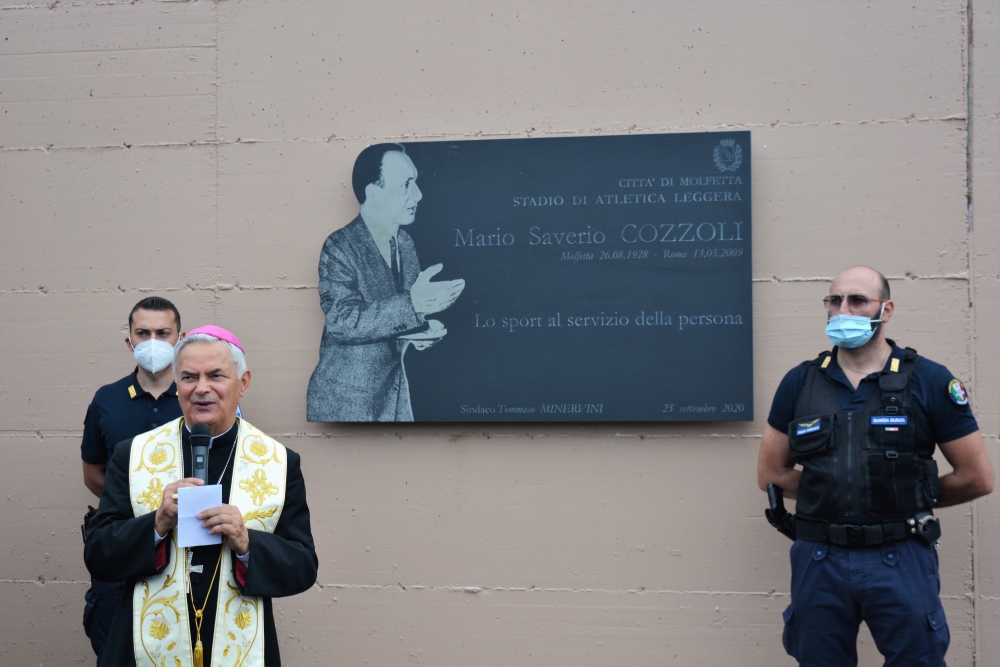 CITTA' DI MOLFETTA
STADIO DI ATLETICA LEGGERA
Mario Saverio COZZOLI
Molfetta 26.08.1928 - Roma 13.05.2009
Lo sport al servizio della persona
Sindaco Tommaso MINERVINI
25 settembre 2020